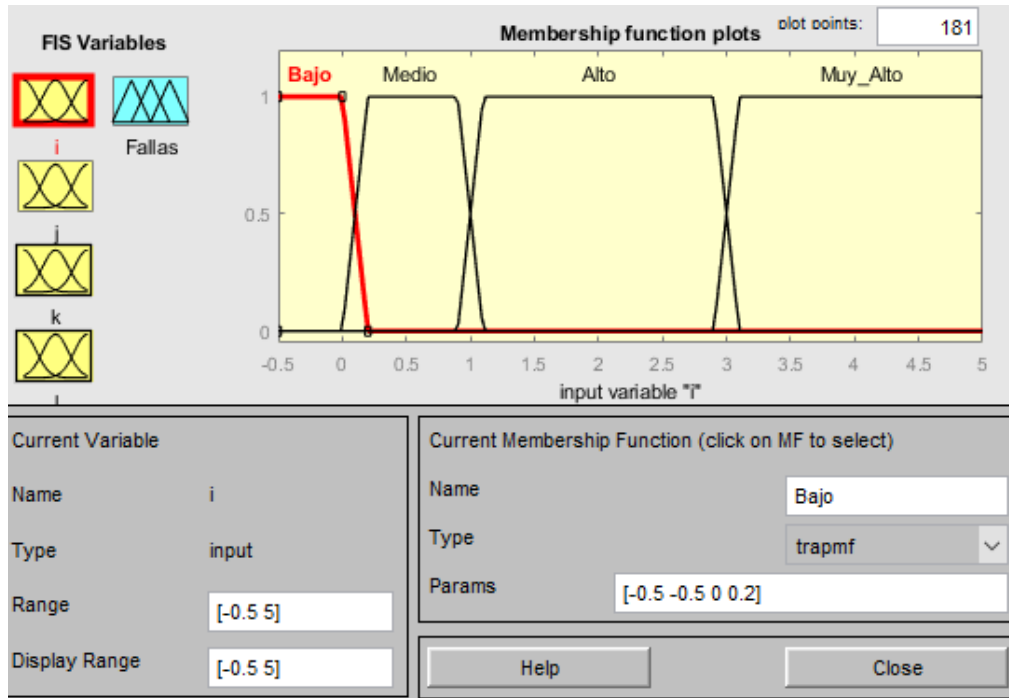 FIS Variables
Membership function plots
plot points:
181
i
Fallas
j
k
Bajo
Medio
Alto
Muy_Alto
1
0.5
0
-0.5
0
0.5
1
1.5
2
2.5
3
3.5
4
4.5
5
input variable "i"
Current Variable
Name
i
Type
input
Range
[-0.5 5]
Display Range
[-0.5 5]
Current Membership Function (click on MF to select)
Name
Bajo
Type
trapmf
Params
[-0.5 -0.5 0 0.2]
Help
Close